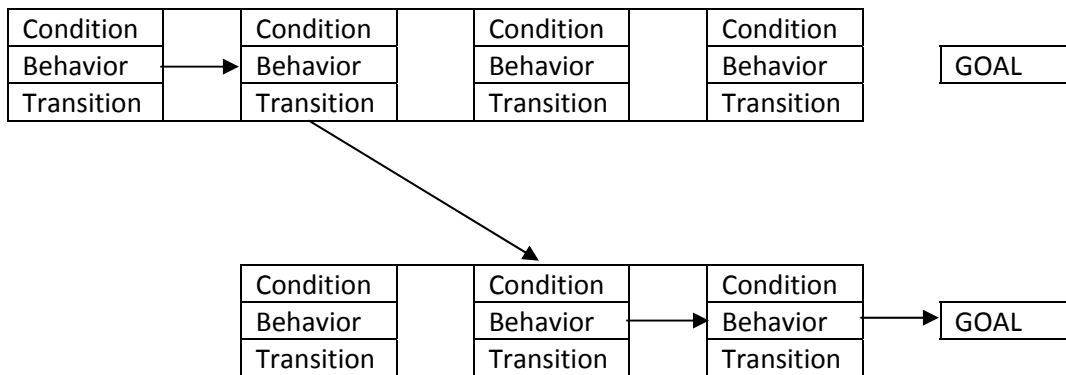 Condition Condition Condition Condition
Behavior Behavior Behavior Behavior GOAL
Transition Transition Transition Transition
Condition Condition Condition
Behavior Behavior Behavior GOAL
Transition Transition Transition